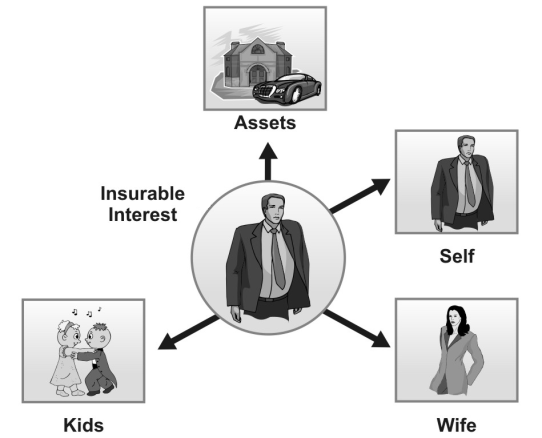 Assets
Insurable
Interest
Self
Kids
Wife